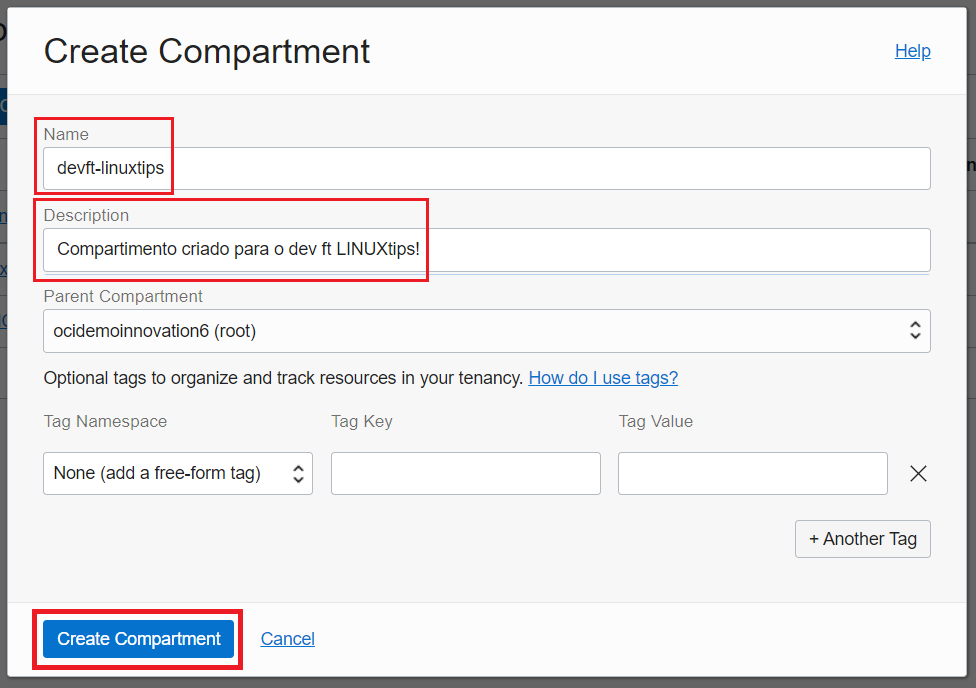 Create Compartment
Help
Name
devft-linuxtips
Description
Compartimento criado para o dev ft LINUXtips!
Parent Compartment
ocidemoinnovation6 (root)
Optional tags to organize and track resources in your tenancy. How do I use tags?
Tag Namespace Tag Key Tag Value
None (add a free-form tag)
+ Another Tag
Create Compartment Cancel